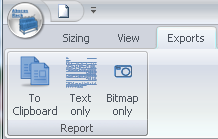 Sizing View Exports
To Clipboard
Text only
Bitmap only
Report